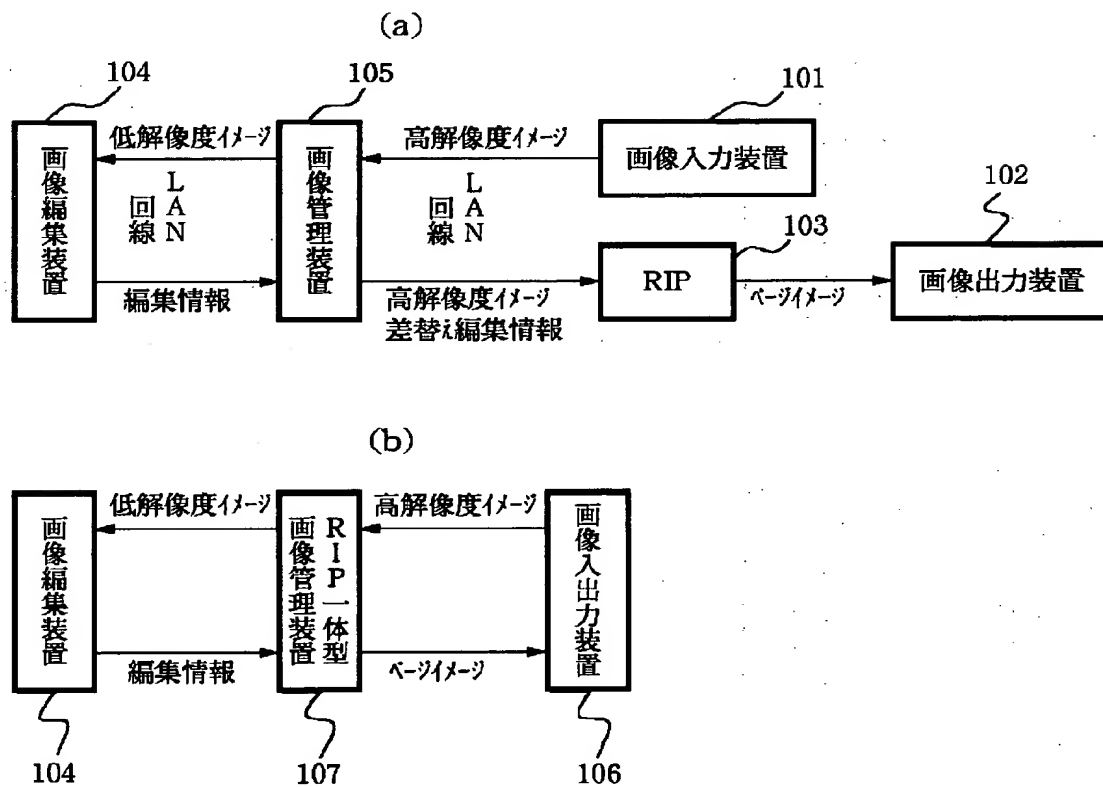 (a)
104
105
101
低解像度イメージ
高解像度イメージ
画像入力装置
画像編集装置
LAN
回線
画像管理装置
LAN
回線
102
103
RIP
ページイメージ
画像出力装置
編集情報
高解像度イメージ
差替え編集情報
(b)
低解像度イメージ
高解像度イメージ
画像編集装置
RIP一体型
画像管理装置
画像入出力装置
編集情報
ページイメージ
104
107
106